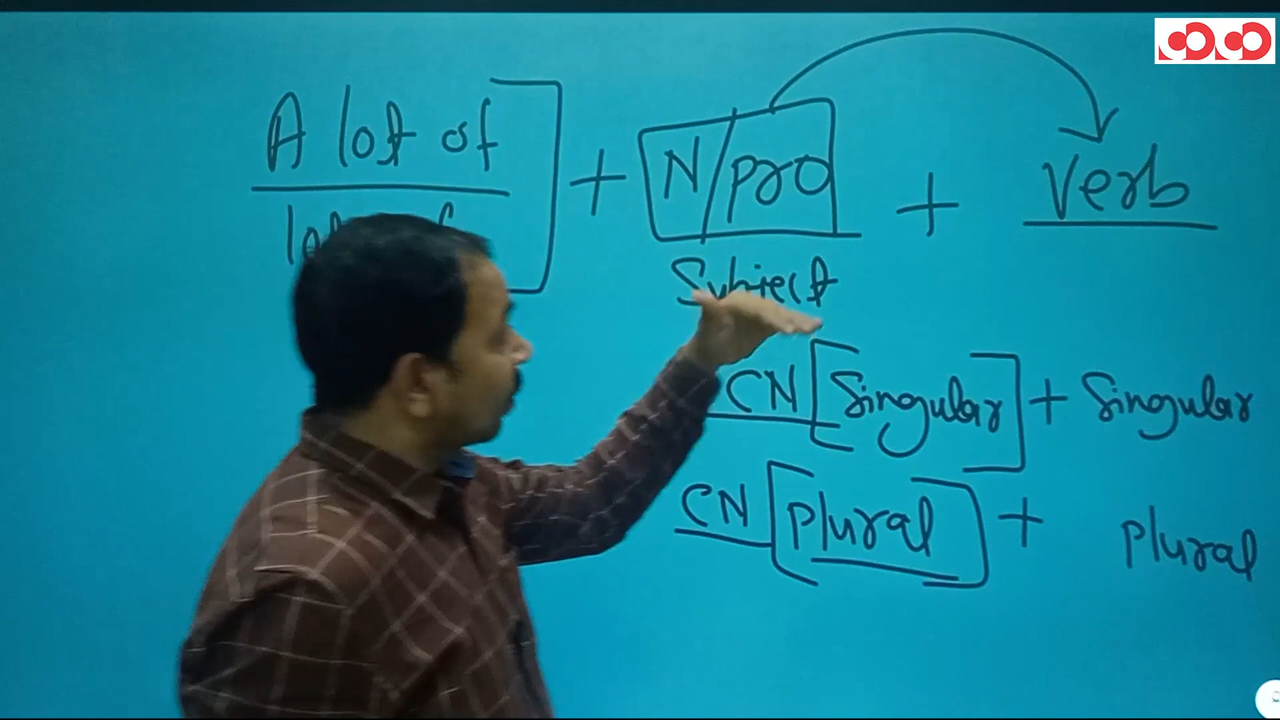 A lot of
+ N/pro + Verb
Subject
CN [Singular] + Singular
CN [Plural] + Plural